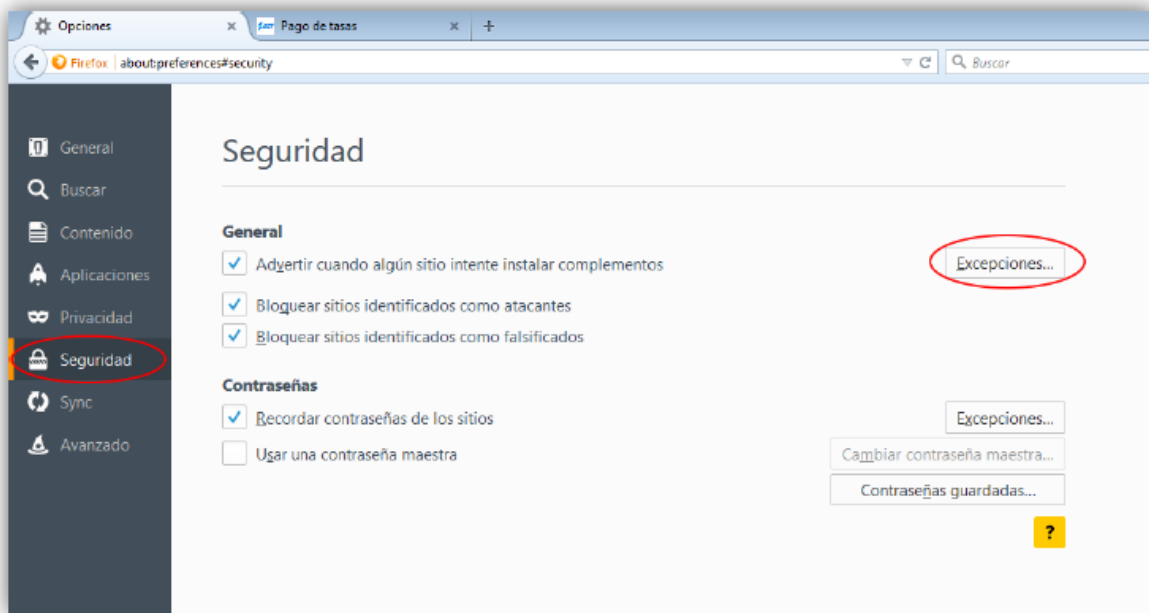 Opciones
Pago de tasas
Firefox
about:preferences#security
Buscar
General
Buscar
Contenido
Aplicaciones
Privacidad
Seguridad
Sync
Avanzado
Seguridad
General
Advertir cuando algún sitio intente instalar complementos
Excepciones...
Bloquear sitios identificados como atacantes
Bloquear sitios identificados como falsificados
Contraseñas
Recordar contraseñas de los sitios
Excepciones...
Usar una contraseña maestra
Cambiar contraseña maestra...
Contraseñas guardadas...
?